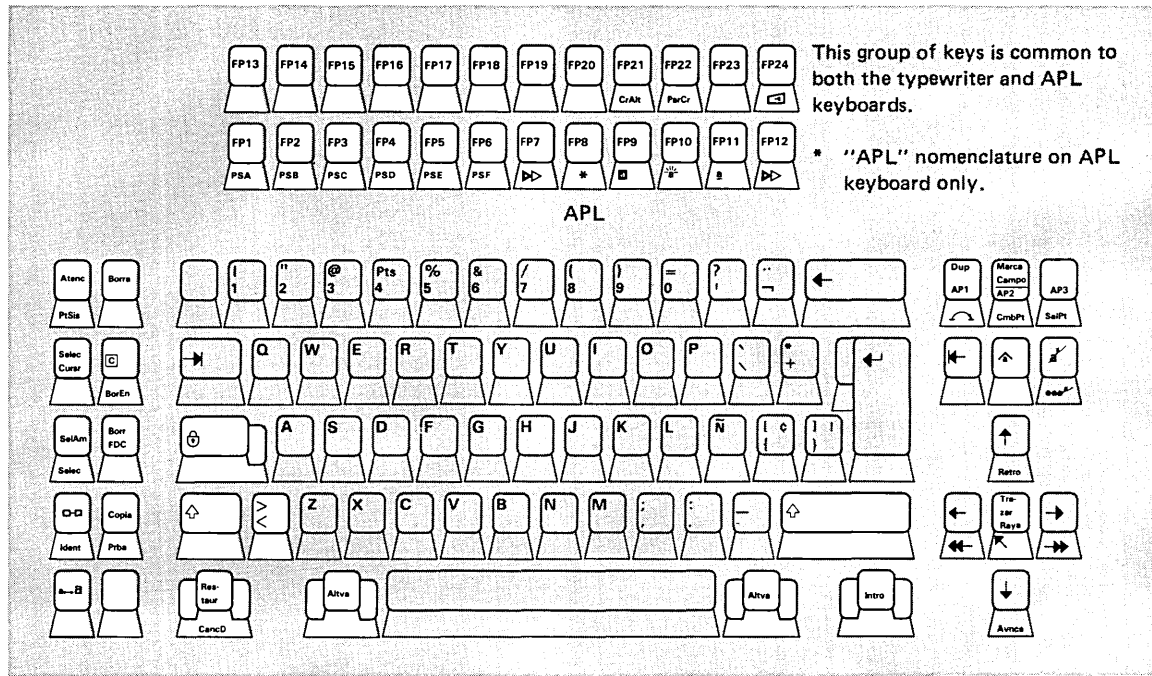 FP13 FP14 FP15 FP16 FP17 FP18 FP19 FP20 FP21 FP22 FP23 FP24
CrAlt ParCr
This group of keys is common to
both the typewriter and APL
keyboards.
FP1 FP2 FP3 FP4 FP5 FP6 FP7 FP8 FP9 FP10 FP11 FP12
PSA PSB PSC PSD PSE PSF * a
* "APL" nomenclature on APL
keyboard only.
APL
Atenc Borra
| " @ Pts % & / ( ) = ? ¨
1 2 3 4 5 6 7 8 9 0 ' ¬ ←
Dup Marca
Campo
AP1 AP2 AP3
PtSis CmbPt SelPt
Selec
Cursr C
→| Q W E R T Y U I O P ` * ↵
\ +
|← a
BorEn
SelAm Borr
FDC
A S D F G H J K L Ñ [ ¢ ] !
{ }
↑
Selec Retro
Copia
⇧ > Z X C V B N M ; : — ⇧
< , . -
← Tra-
zar
Raya →
Ident Prba
a Res-
taur Altva Altva Intro ↓
CancD Avnce